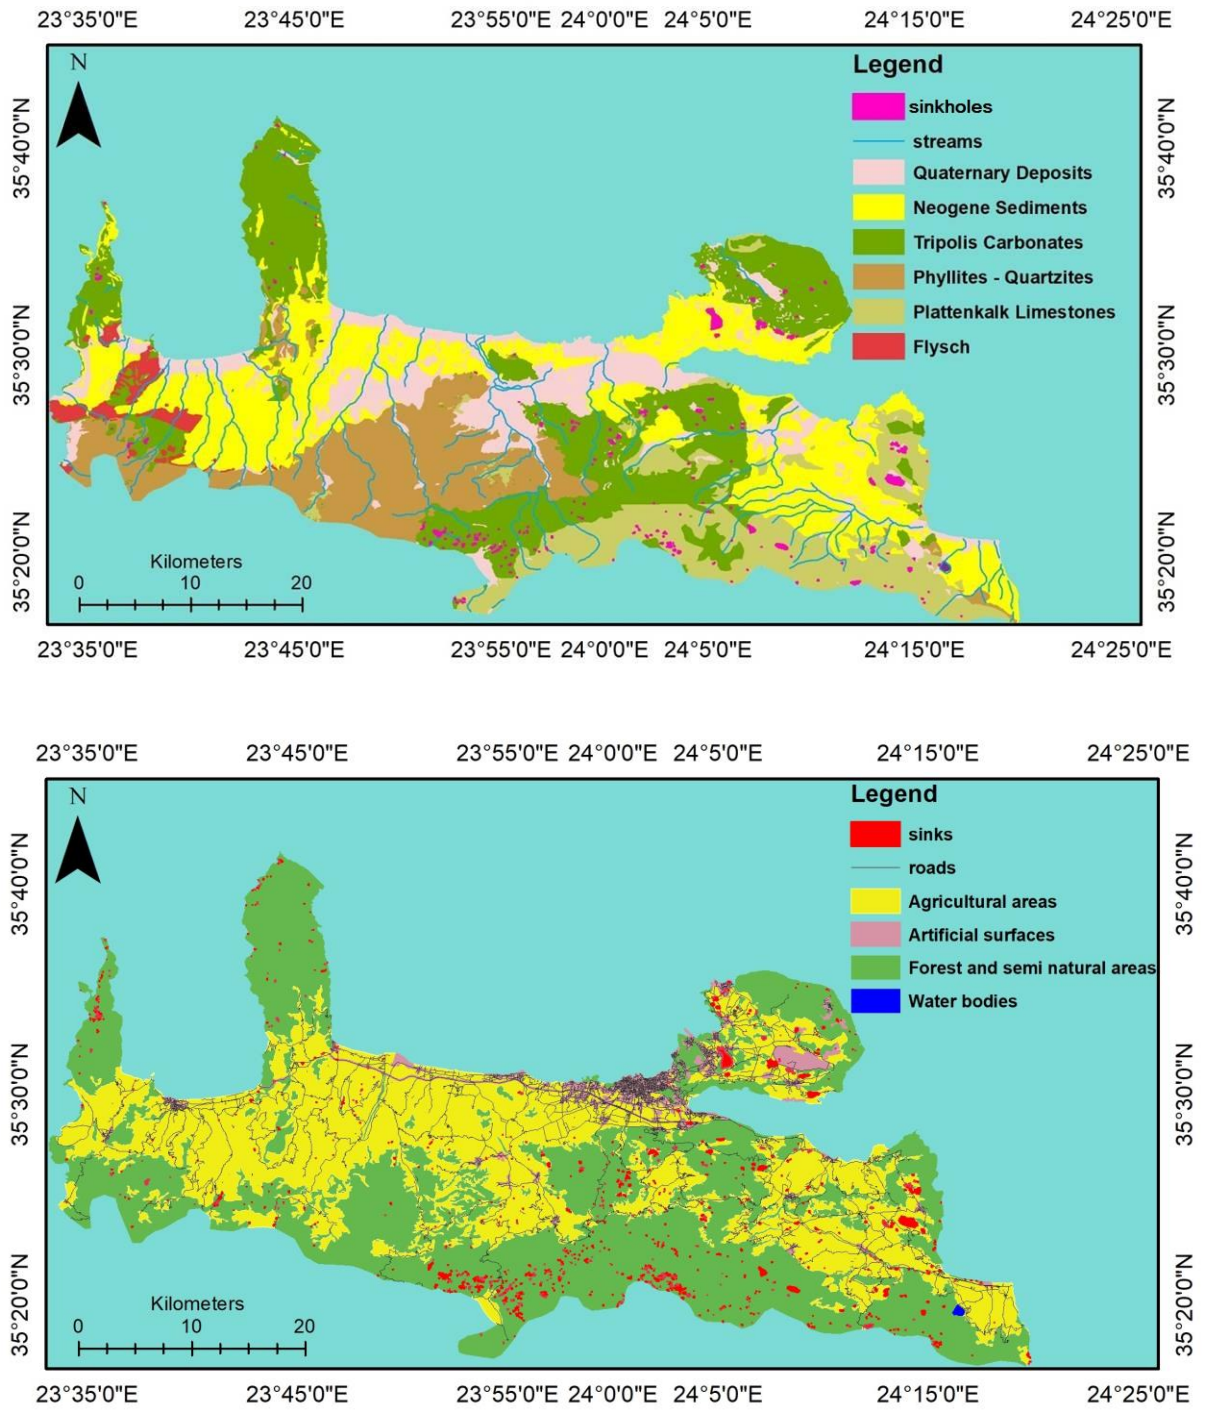 23°35'0"E 23°45'0"E 23°55'0"E 24°0'0"E 24°5'0"E 24°15'0"E 24°25'0"E
N
Legend
sinkholes
streams
Quaternary Deposits
Neogene Sediments
Tripolis Carbonates
Phyllites - Quartzites
Plattenkalk Limestones
Flysch
35°40'0"N 35°40'0"N
35°30'0"N 35°30'0"N
35°20'0"N 35°20'0"N
Kilometers
0 10 20
23°35'0"E 23°45'0"E 23°55'0"E 24°0'0"E 24°5'0"E 24°15'0"E 24°25'0"E
23°35'0"E 23°45'0"E 23°55'0"E 24°0'0"E 24°5'0"E 24°15'0"E 24°25'0"E
N
Legend
sinks
roads
Agricultural areas
Artificial surfaces
Forest and semi natural areas
Water bodies
35°40'0"N 35°40'0"N
35°30'0"N 35°30'0"N
35°20'0"N 35°20'0"N
Kilometers
0 10 20
23°35'0"E 23°45'0"E 23°55'0"E 24°0'0"E 24°5'0"E 24°15'0"E 24°25'0"E